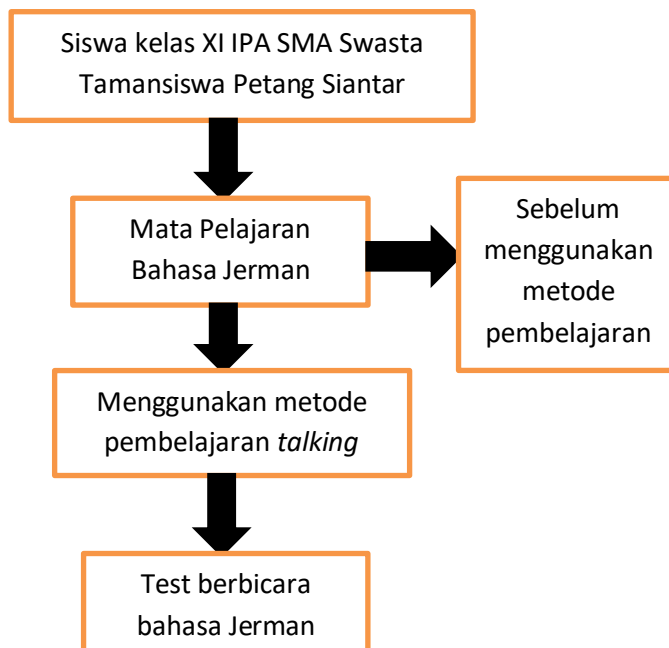 Siswa kelas XI IPA SMA Swasta
Tamansiswa Petang Siantar
Mata Pelajaran
Bahasa Jerman
Sebelum
menggunakan
metode
pembelajaran
Menggunakan metode
pembelajaran talking
Test berbicara
bahasa Jerman